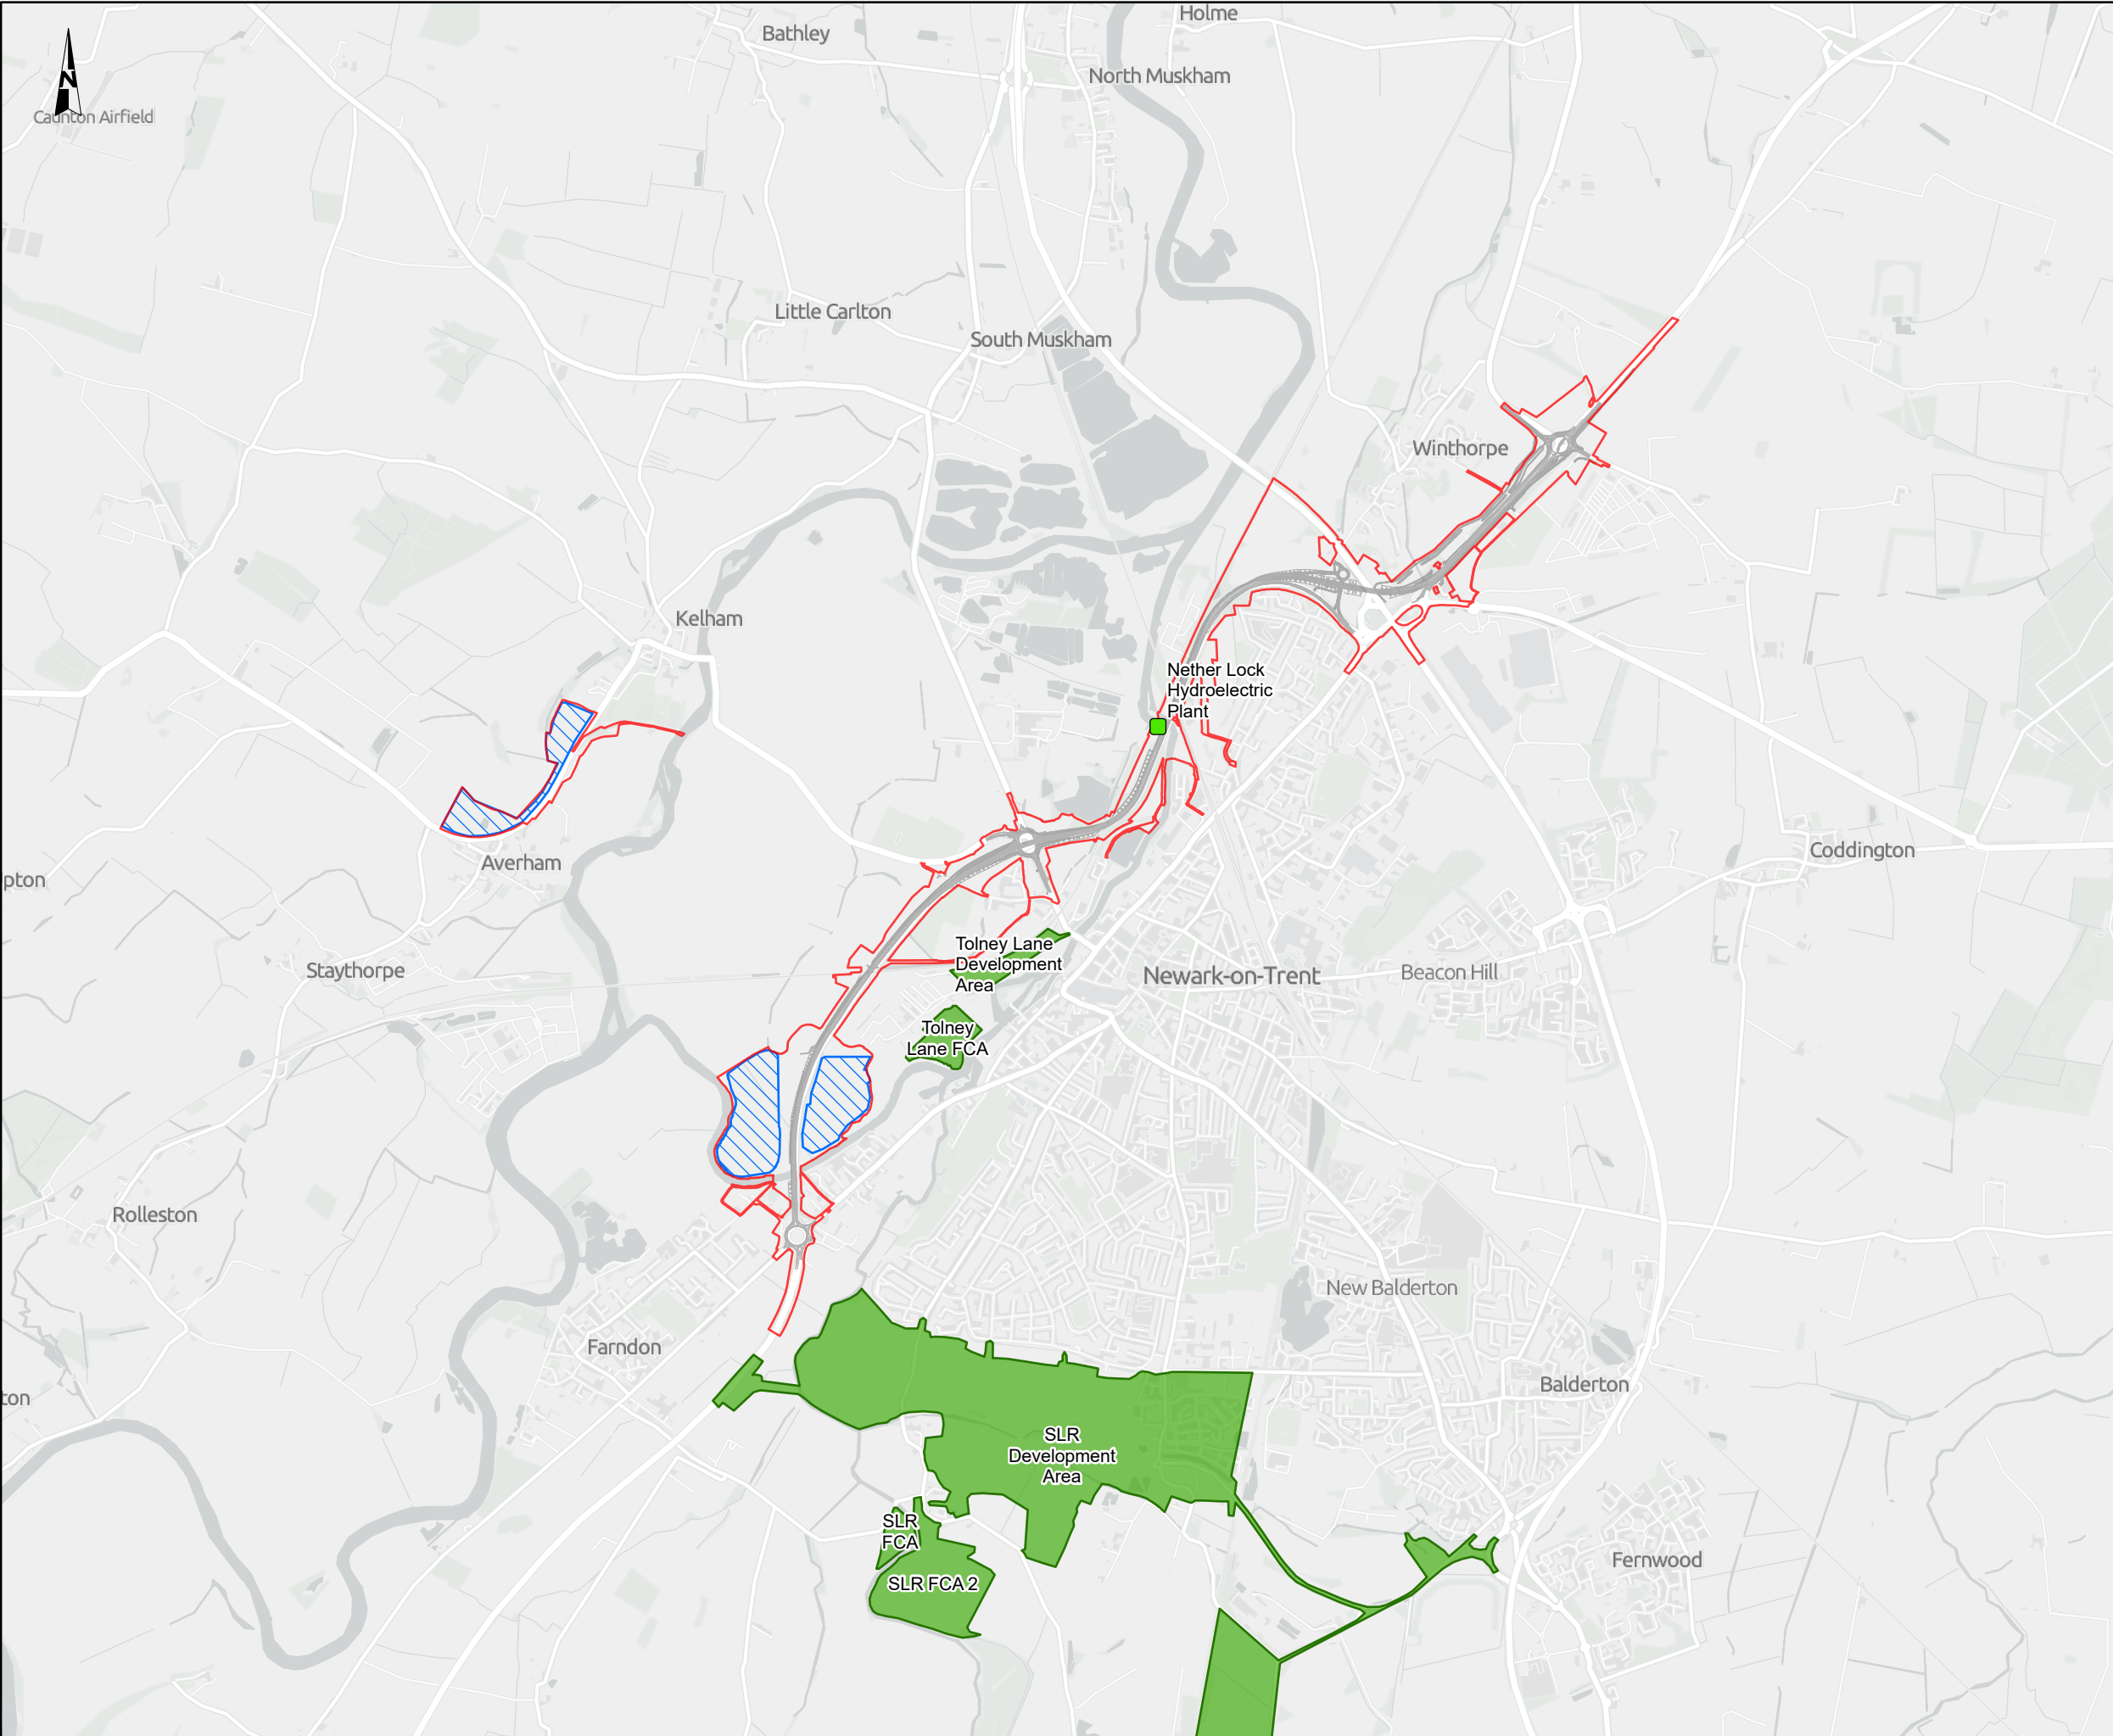 Holme
Bathley
North Muskham
N
Caunton Airfield
Little Carlton
South Muskham
Winthorpe
Kelham
Nether Lock
Hydroelectric
Plant
Averham
Coddington
pton
Tolney Lane
Development
Area
Staythorpe
Newark-on-Trent
Beacon Hill
Tolney
Lane FCA
Rolleston
New Balderton
Farndon
Balderton
ton
SLR
Development
Area
SLR
FCA
SLR FCA 2
Fernwood